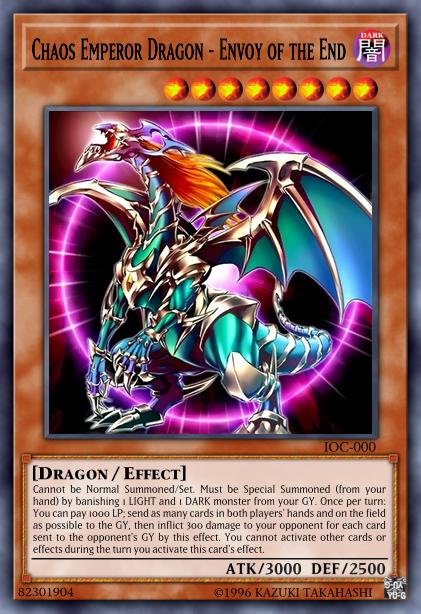 CHAOS EMPEROR DRAGON - ENVOY OF THE END
DARK
闇
IOC-000
[DRAGON / EFFECT]
Cannot be Normal Summoned/Set. Must be Special Summoned (from your
hand) by banishing 1 LIGHT and 1 DARK monster from your GY. Once per turn:
You can pay 1000 LP; send as many cards in both players' hands and on the field
as possible to the GY, then inflict 300 damage to your opponent for each card
sent to the opponent's GY by this effect. You cannot activate other cards or
effects during the turn you activate this card's effect.
ATK/3000 DEF/2500
82301904
©1996 KAZUKI TAKAHASHI